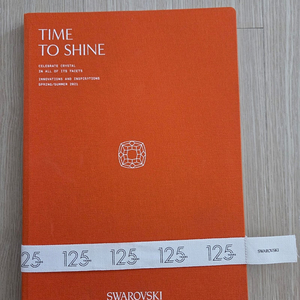 TIME
TO SHINE
CELEBRATE CRYSTAL
IN ALL OF ITS FACETS
INNOVATIONS AND INSPIRATIONS
SPRING/SUMMER 2021
125 125 125 125 125
SWAROVSKI
SWAROVSKI